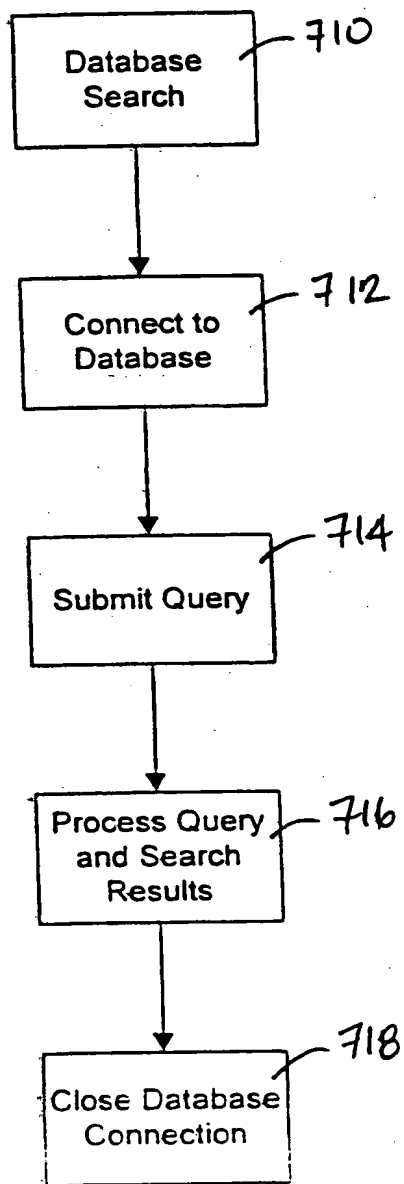 Database
Search
710
Connect to
Database
712
Submit Query
714
Process Query
and Search
Results
716
Close Database
Connection
718